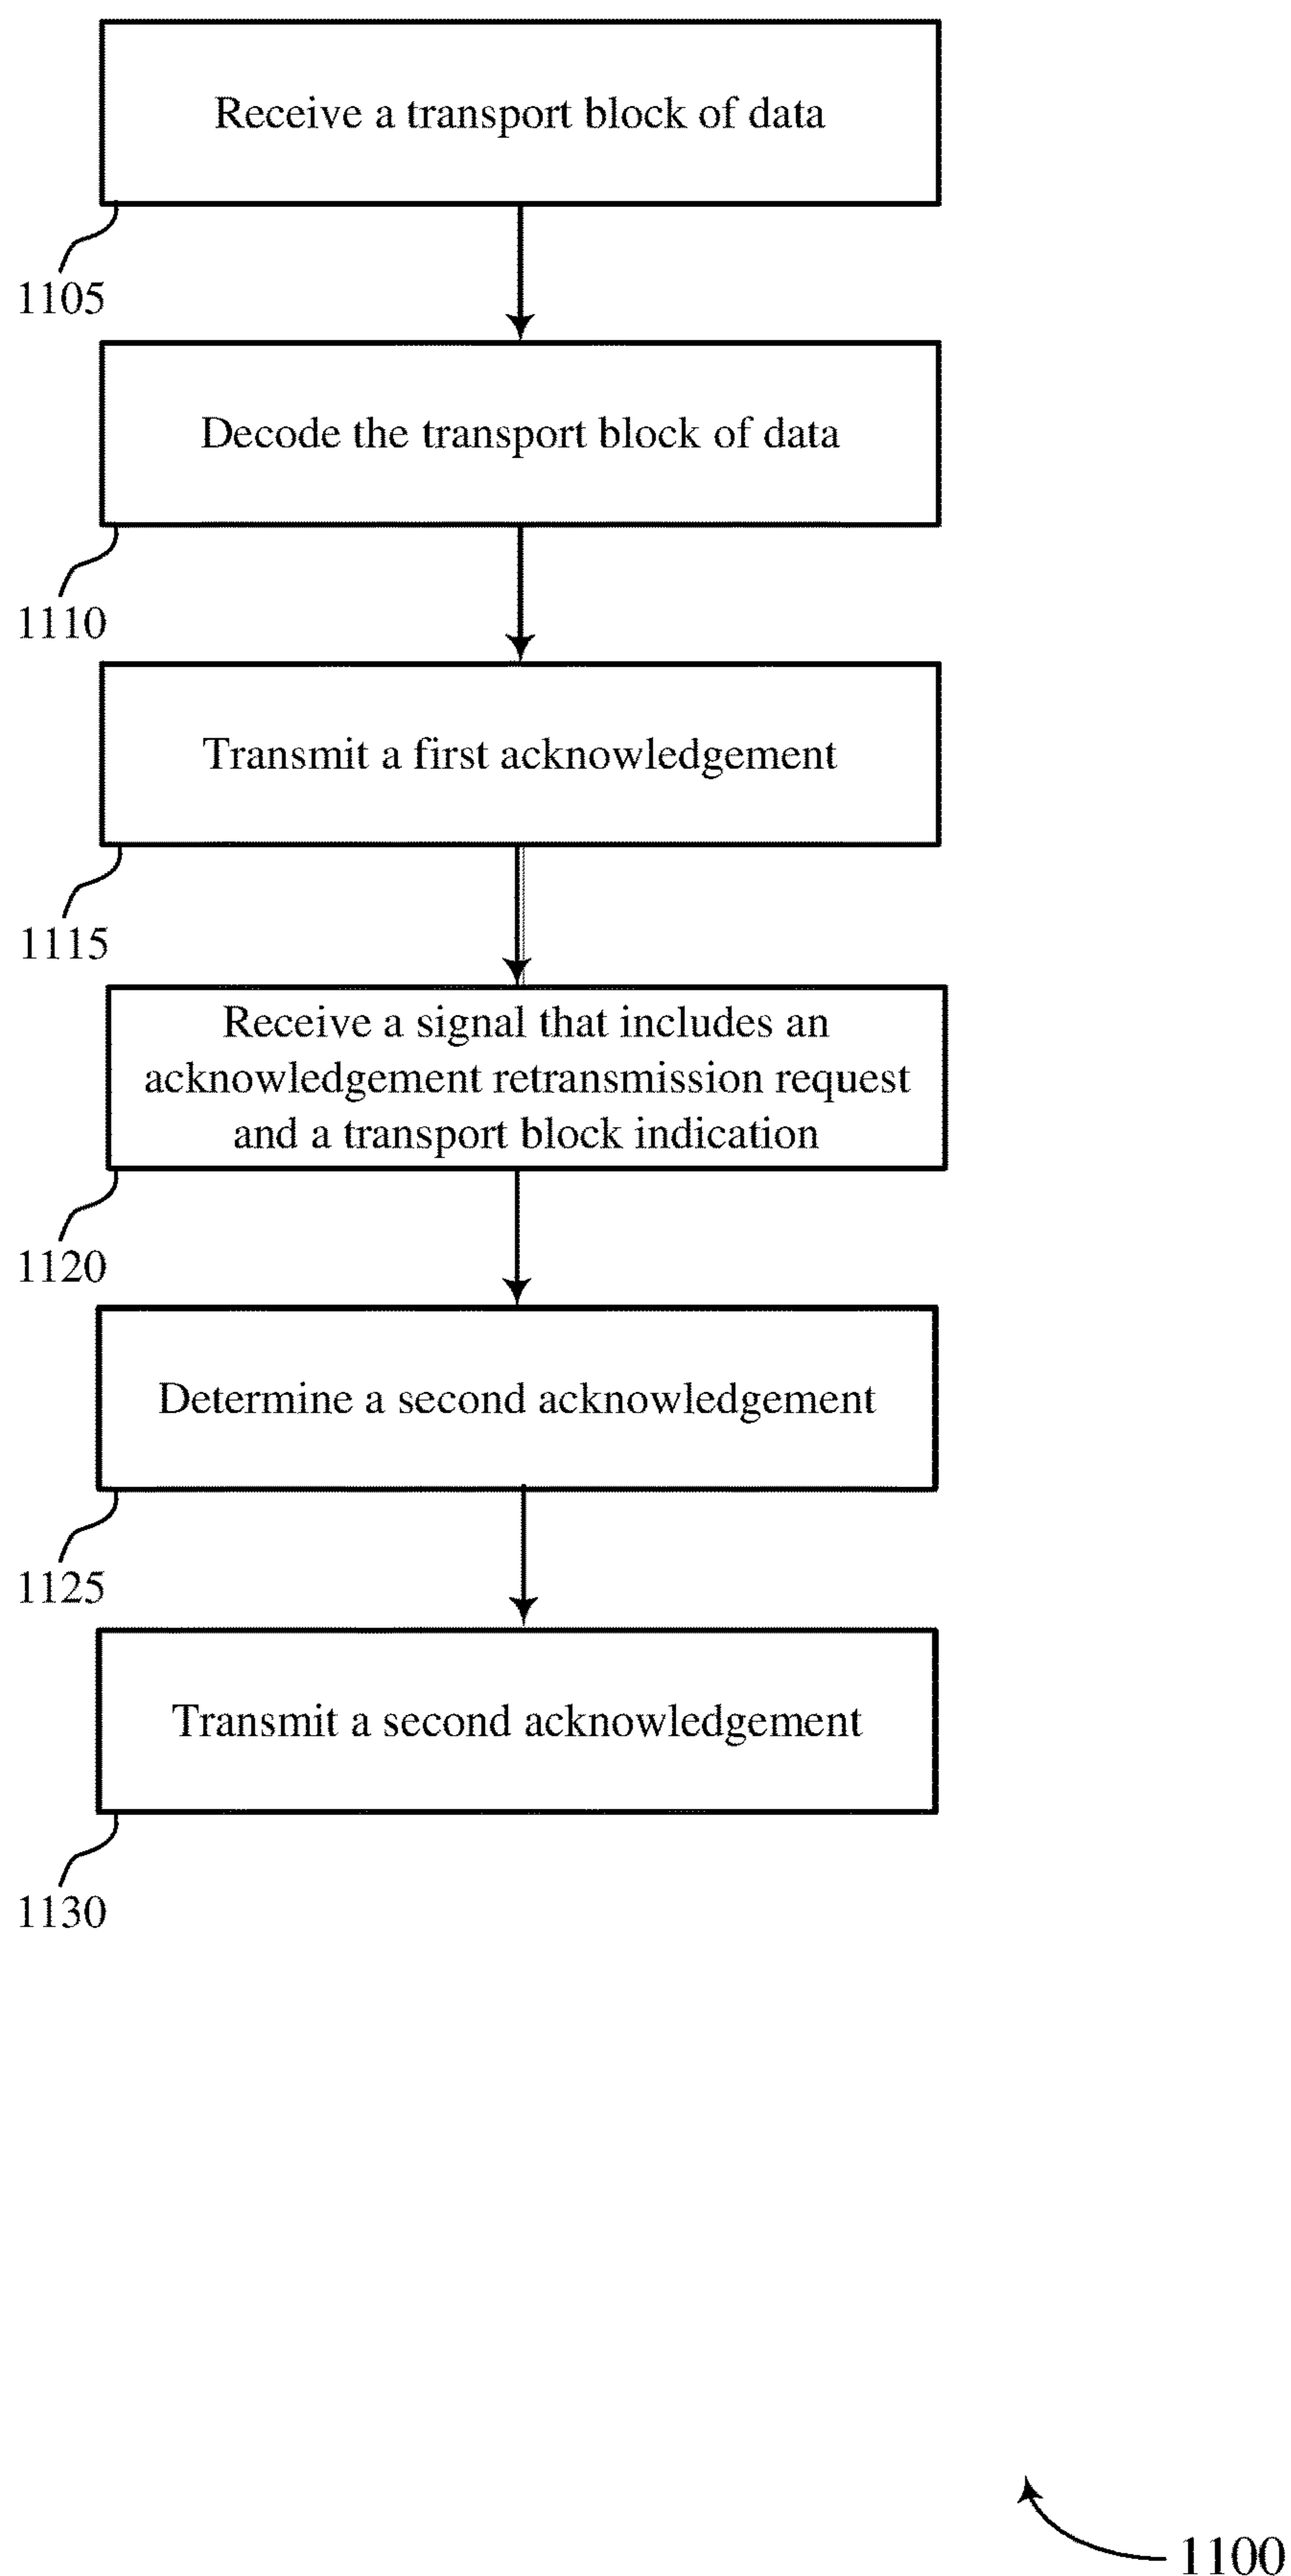 Receive a transport block of data
1105
Decode the transport block of data
1110
Transmit a first acknowledgement
1115
Receive a signal that includes an
acknowledgement retransmission request
and a transport block indication
1120
Determine a second acknowledgement
1125
Transmit a second acknowledgement
1130
1100